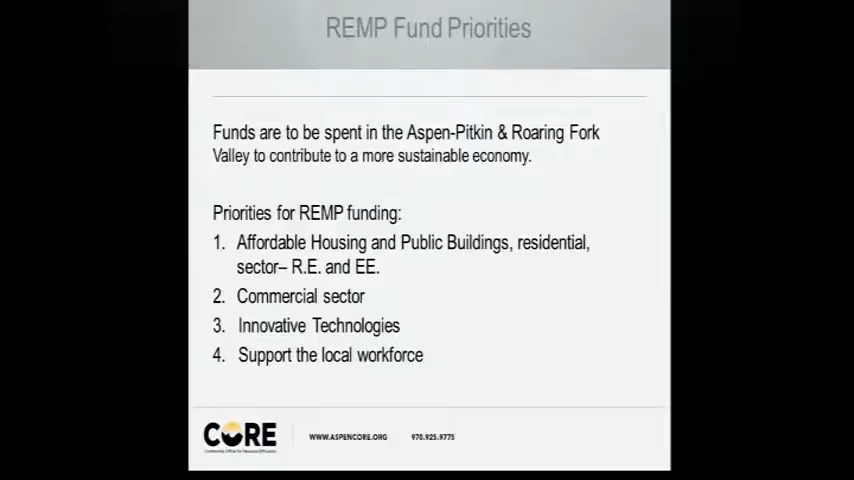 REMP Fund Priorities
Funds are to be spent in the Aspen-Pitkin & Roaring Fork
Valley to contribute to a more sustainable economy.
Priorities for REMP funding:
1. Affordable Housing and Public Buildings, residential,
sector– R.E. and EE.
2. Commercial sector
3. Innovative Technologies
4. Support the local workforce
CORE
Community Office for Resource Efficiency
WWW.ASPENCORE.ORG
970.925.9775